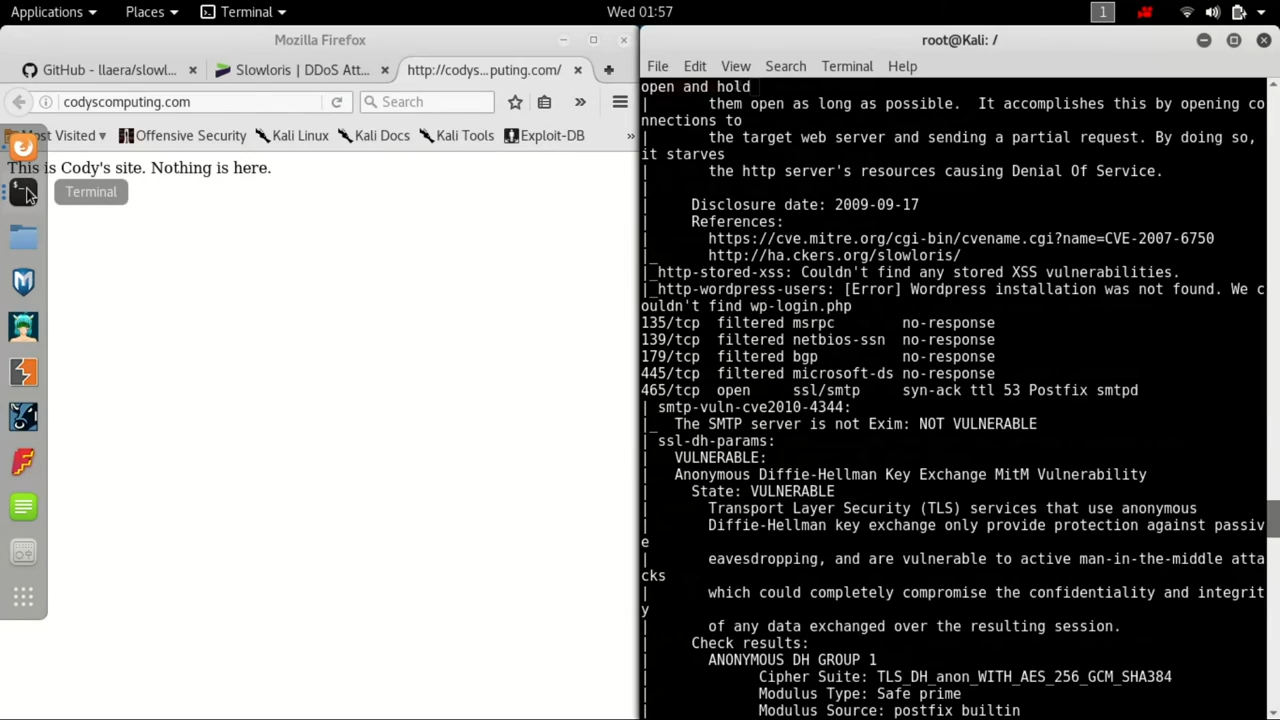 Applications
Places
Terminal
Wed 01:57
1
Mozilla Firefox
GitHub - llaera/slowl...
Slowloris | DDoS Att...
http://codys...puting.com/
codyscomputing.com
Search
Most Visited
Offensive Security
Kali Linux
Kali Docs
Kali Tools
Exploit-DB
»
This is Cody's site. Nothing is here.
Terminal
root@Kali: /
File Edit View Search Terminal Help
open and hold
|       them open as long as possible.  It accomplishes this by opening co
nnections to
|       the target web server and sending a partial request. By doing so,
it starves
|       the http server's resources causing Denial Of Service.
|
|     Disclosure date: 2009-09-17
|     References:
|       https://cve.mitre.org/cgi-bin/cvename.cgi?name=CVE-2007-6750
|_      http://ha.ckers.org/slowloris/
|_http-stored-xss: Couldn't find any stored XSS vulnerabilities.
|_http-wordpress-users: [Error] Wordpress installation was not found. We c
ouldn't find wp-login.php
135/tcp  filtered msrpc        no-response
139/tcp  filtered netbios-ssn  no-response
179/tcp  filtered bgp          no-response
445/tcp  filtered microsoft-ds no-response
465/tcp  open     ssl/smtp     syn-ack ttl 53 Postfix smtpd
| smtp-vuln-cve2010-4344:
|_  The SMTP server is not Exim: NOT VULNERABLE
| ssl-dh-params:
|   VULNERABLE:
|   Anonymous Diffie-Hellman Key Exchange MitM Vulnerability
|     State: VULNERABLE
|       Transport Layer Security (TLS) services that use anonymous
|       Diffie-Hellman key exchange only provide protection against passiv
e
|       eavesdropping, and are vulnerable to active man-in-the-middle atta
cks
|       which could completely compromise the confidentiality and integrit
y
|       of any data exchanged over the resulting session.
|     Check results:
|       ANONYMOUS DH GROUP 1
|             Cipher Suite: TLS_DH_anon_WITH_AES_256_GCM_SHA384
|             Modulus Type: Safe prime
|             Modulus Source: postfix builtin